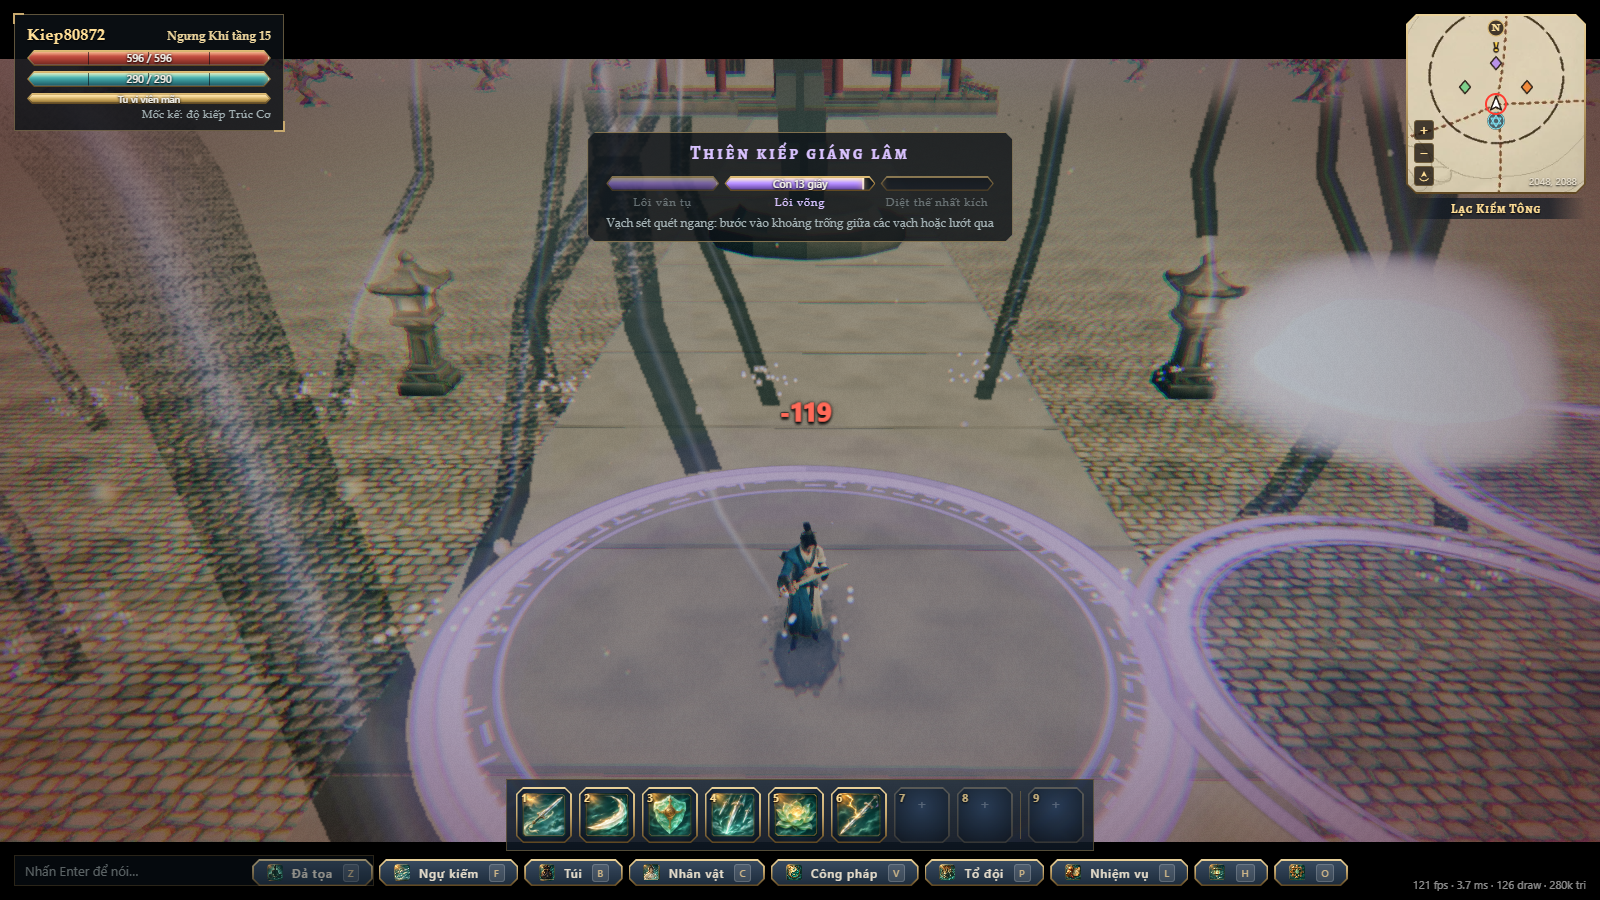 Kiep80872
Ngưng Khí tầng 15
596 / 596
290 / 290
Tu vi viên mãn
Mốc kế: độ kiếp Trúc Cơ
THIÊN KIẾP GIÁNG LÂM
Còn 13 giây
Lôi vân tụ
Lôi võng
Diệt thế nhất kích
Vạch sét quét ngang: bước vào khoảng trống giữa các vạch hoặc lướt qua
N
+
−
2048, 2088
LẠC KIẾM TÔNG
-119
1
2
3
4
5
6
7
+
8
+
9
+
Nhấn Enter để nói...
Đả tọa Z
Ngự kiếm F
Túi B
Nhân vật C
Công pháp V
Tổ đội P
Nhiệm vụ L
H
O
121 fps · 3.7 ms · 126 draw · 280k tri